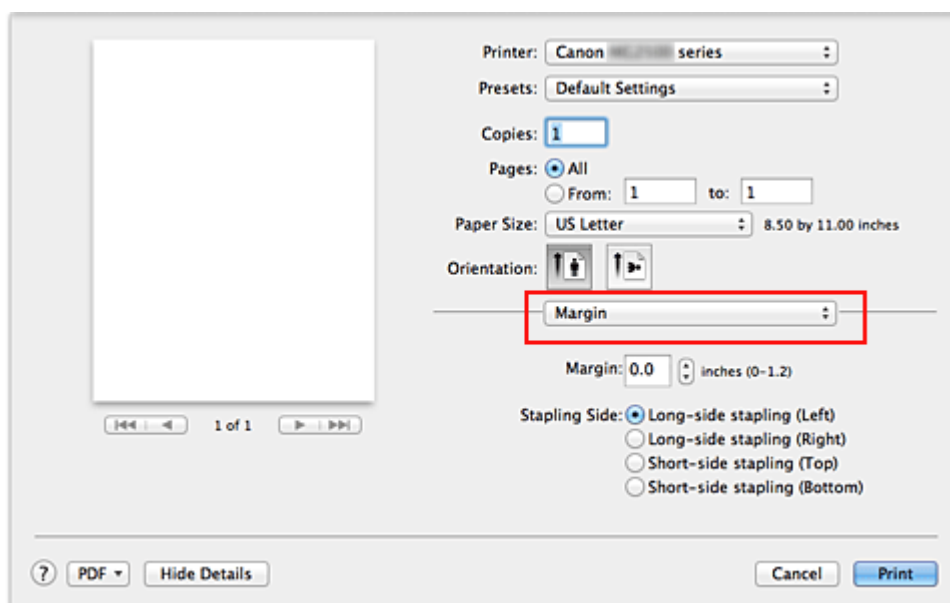 Printer: Canon series
Presets: Default Settings
Copies: 1
Pages: All
From: 1 to: 1
Paper Size: US Letter 8.50 by 11.00 inches
Orientation:
Margin
Margin: 0.0 inches (0-1.2)
Stapling Side: Long-side stapling (Left)
Long-side stapling (Right)
Short-side stapling (Top)
Short-side stapling (Bottom)
1 of 1
? PDF Hide Details Cancel Print